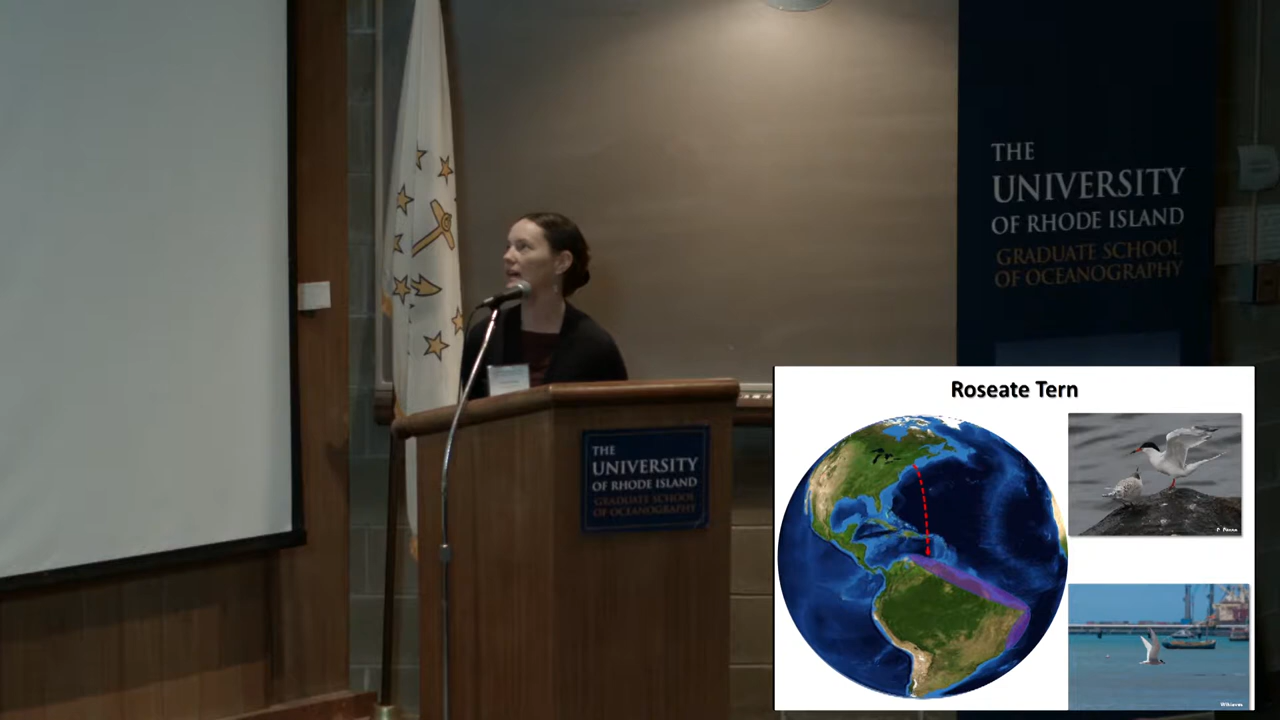 THE
UNIVERSITY
OF RHODE ISLAND
GRADUATE SCHOOL
OF OCEANOGRAPHY
THE
UNIVERSITY
OF RHODE ISLAND
GRADUATE SCHOOL
OF OCEANOGRAPHY
Roseate Tern